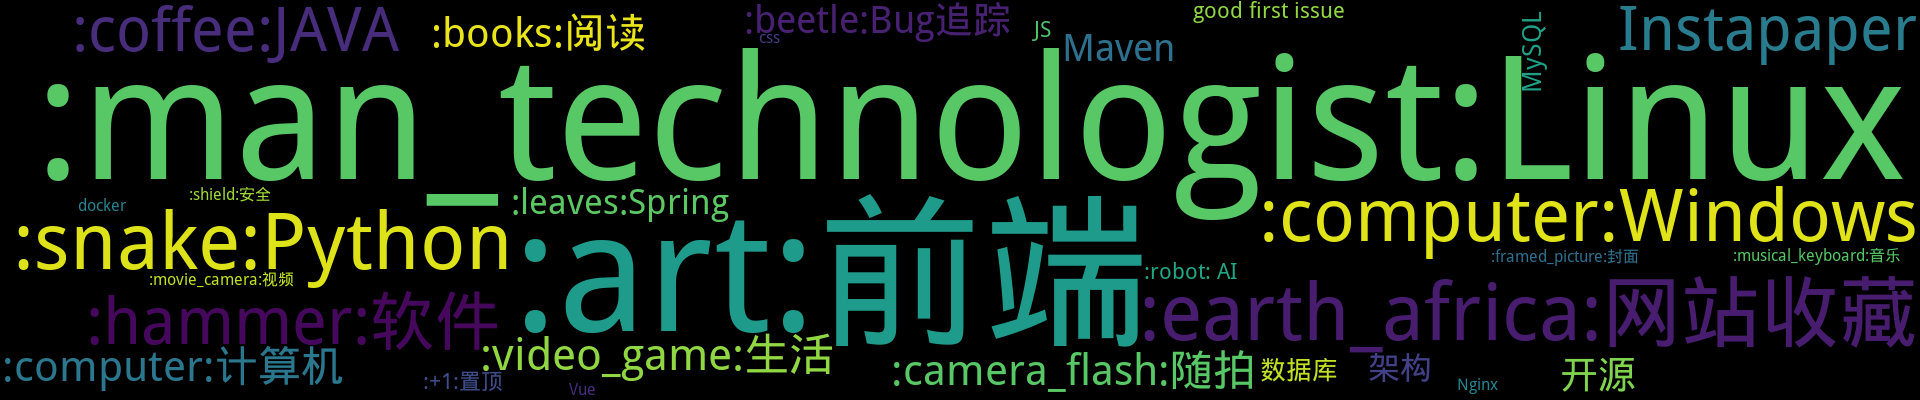 :coffee:JAVA
:books:阅读
:beetle:Bug追踪
css
JS
Maven
good first issue
MySQL
Instapaper
:man_technologist:Linux
:shield:安全
docker
:leaves:Spring
:snake:Python
:art:前端
:computer:Windows
:framed_picture:封面
:musical_keyboard:音乐
:movie_camera:视频
:robot: AI
:hammer:软件
:earth_africa:网站收藏
:computer:计算机
:+1:置顶
:video_game:生活
Vue
:camera_flash:随拍
数据库
架构
Nginx
开源